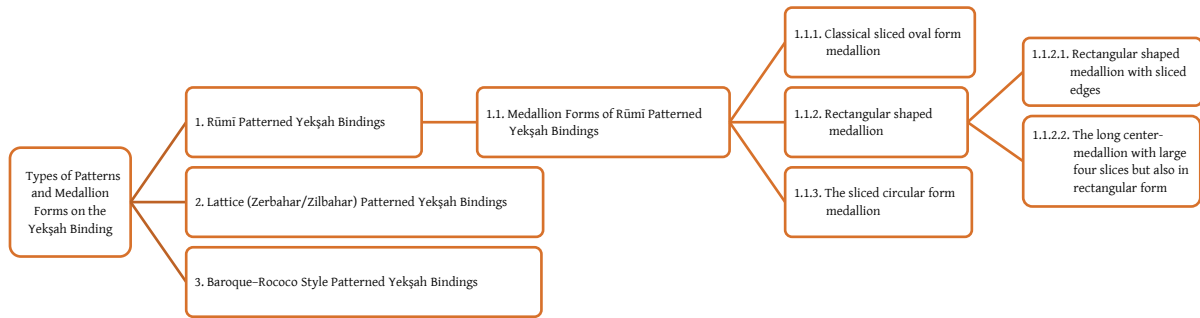 Types of Patterns
and Medallion
Forms on the
Yekşah Binding
1. Rūmī Patterned Yekşah Bindings
2. Lattice (Zerbahar/Zilbahar) Patterned Yekşah Bindings
3. Baroque–Rococo Style Patterned Yekşah Bindings
1.1. Medallion Forms of Rūmī Patterned
Yekşah Bindings
1.1.1. Classical sliced oval form
medallion
1.1.2. Rectangular shaped
medallion
1.1.3. The sliced circular form
medallion
1.1.2.1. Rectangular shaped
medallion with sliced
edges
1.1.2.2. The long center-
medallion with large
four slices but also in
rectangular form